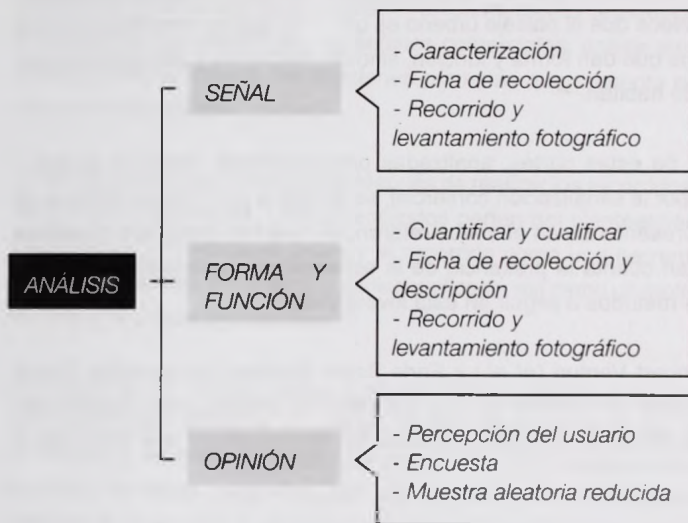 ANÁLISIS
SEÑAL
- Caracterización
- Ficha de recolección
- Recorrido y
levantamiento fotográfico
FORMA Y
FUNCIÓN
- Cuantificar y cualificar
- Ficha de recolección y
descripción
- Recorrido y
levantamiento fotográfico
OPINIÓN
- Percepción del usuario
- Encuesta
- Muestra aleatoria reducida